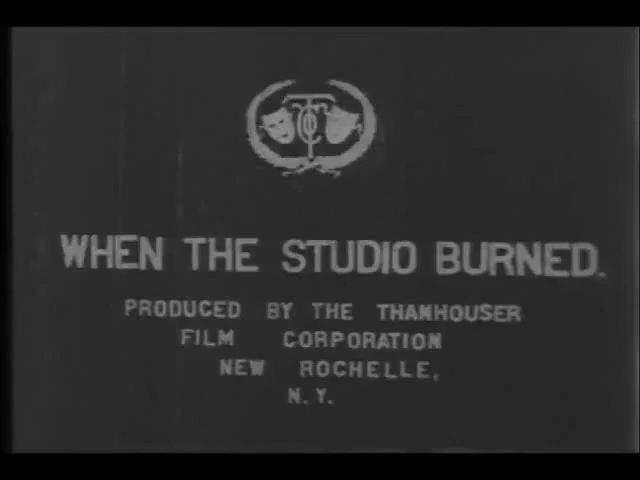 WHEN THE STUDIO BURNED.
PRODUCED BY THE THANHOUSER
FILM CORPORATION
NEW ROCHELLE,
N.Y.